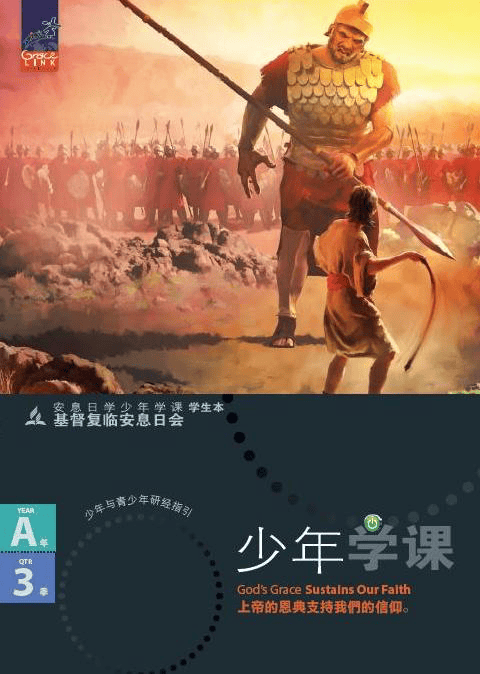 Grace
LINK
安息日学少年学课 学生本
基督复临安息日会
少年与青少年研经指引
YEAR
A年
QTR
3季
少年学课
God's Grace Sustains Our Faith
上帝的恩典支持我們的信仰。